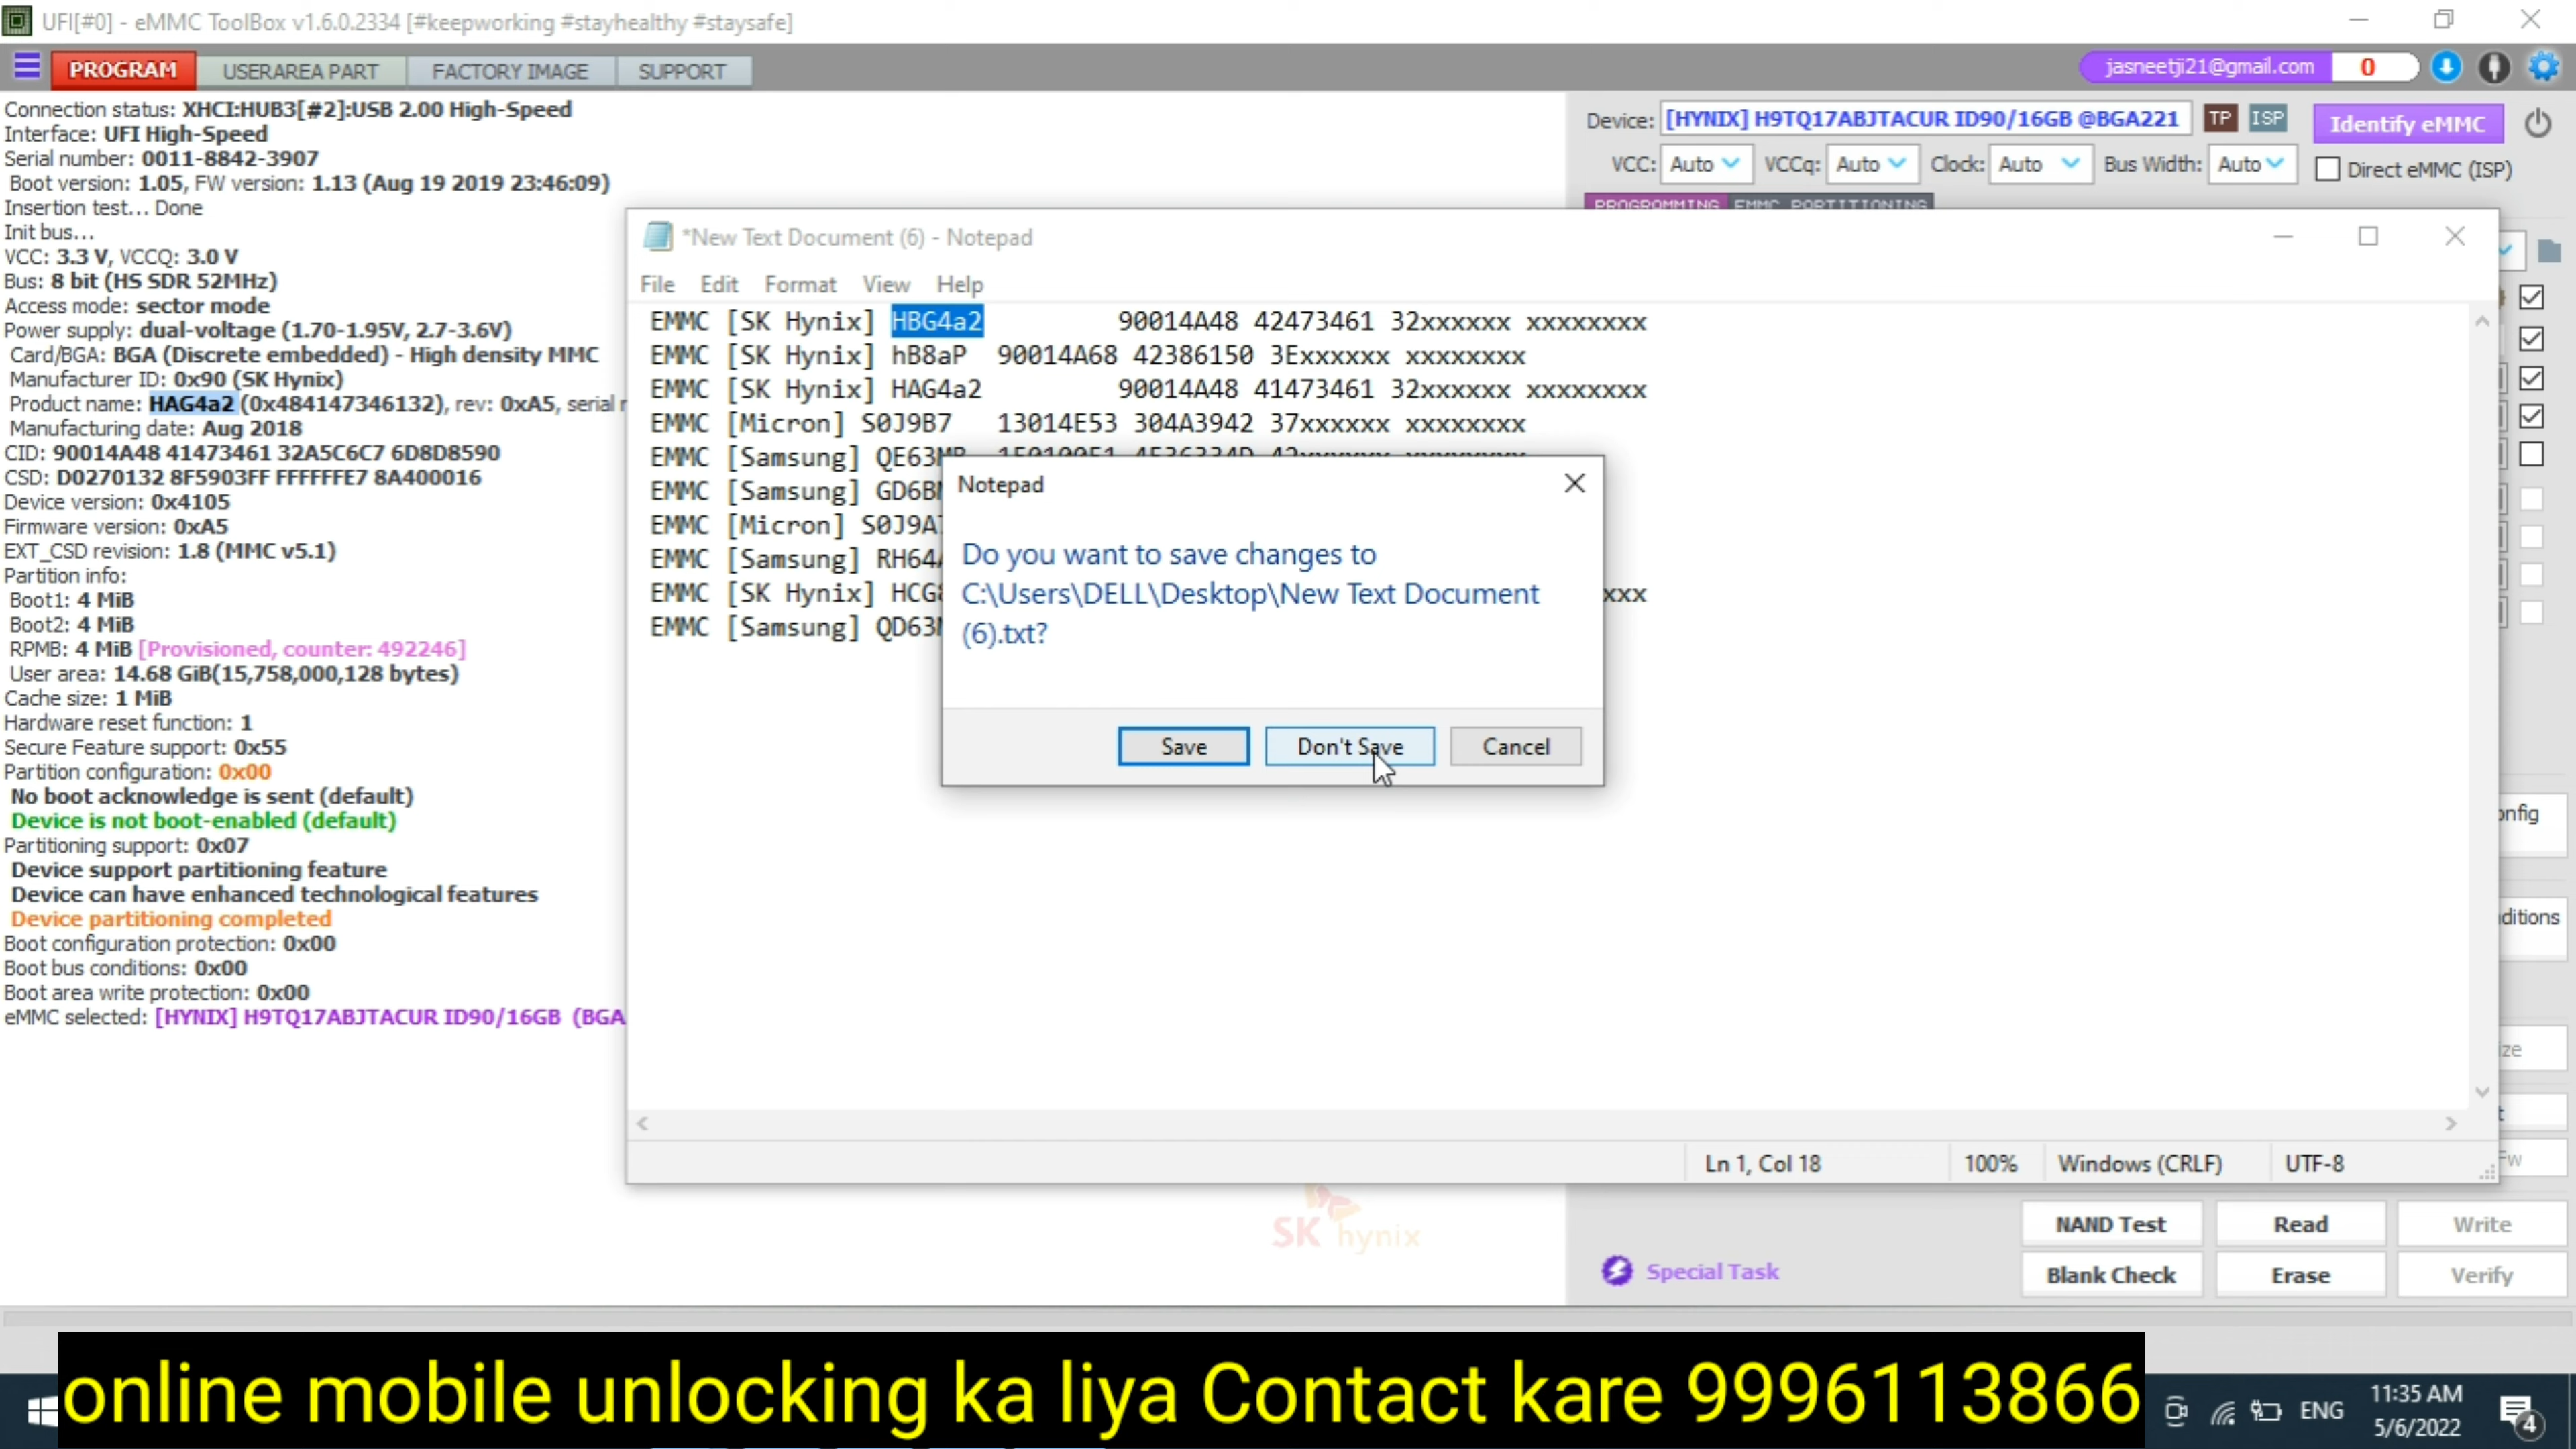 UFI[#0] - eMMC ToolBox v1.6.0.2334 [#keepworking #stayhealthy #staysafe]
PROGRAM USERAREA PART FACTORY IMAGE SUPPORT
jasneetji21@gmail.com 0
Connection status: XHCI:HUB3[#2]:USB 2.00 High-Speed
Interface: UFI High-Speed
Serial number: 0011-8842-3907
Boot version: 1.05, FW version: 1.13 (Aug 19 2019 23:46:09)
Insertion test... Done
Init bus...
VCC: 3.3 V, VCCQ: 3.0 V
Bus: 8 bit (HS SDR 52MHz)
Access mode: sector mode
Power supply: dual-voltage (1.70-1.95V, 2.7-3.6V)
Card/BGA: BGA (Discrete embedded) - High density MMC
Manufacturer ID: 0x90 (SK Hynix)
Product name: HAG4a2 (0x484147346132), rev: 0xA5, serial
Manufacturing date: Aug 2018
CID: 90014A48 41473461 32A5C6C7 6D8D8590
CSD: D0270132 8F5903FF FFFFFFE7 8A400016
Device version: 0x4105
Firmware version: 0xA5
EXT_CSD revision: 1.8 (MMC v5.1)
Partition info:
Boot1: 4 MiB
Boot2: 4 MiB
RPMB: 4 MiB [Provisioned, counter: 492246]
User area: 14.68 GiB(15,758,000,128 bytes)
Cache size: 1 MiB
Hardware reset function: 1
Secure Feature support: 0x55
Partition configuration: 0x00
No boot acknowledge is sent (default)
Device is not boot-enabled (default)
Partitioning support: 0x07
Device support partitioning feature
Device can have enhanced technological features
Device partitioning completed
Boot configuration protection: 0x00
Boot bus conditions: 0x00
Boot area write protection: 0x00
eMMC selected: [HYNIX] H9TQ17ABJTACUR ID90/16GB (BGA
Device: [HYNIX] H9TQ17ABJTACUR ID90/16GB @BGA221 TP ISP Identify eMMC
VCC: Auto VCCq: Auto Clock: Auto Bus Width: Auto Direct eMMC (ISP)
PROGRAMMING EMMC PARTITIONING
*New Text Document (6) - Notepad
File Edit Format View Help
EMMC [SK Hynix] HBG4a2 90014A48 42473461 32xxxxxx xxxxxxxx
EMMC [SK Hynix] hB8aP 90014A68 42386150 3Exxxxxx xxxxxxxx
EMMC [SK Hynix] HAG4a2 90014A48 41473461 32xxxxxx xxxxxxxx
EMMC [Micron] S0J9B7 13014E53 304A3942 37xxxxxx xxxxxxxx
EMMC [Samsung] QE63MB
EMMC [Samsung] GD6B
EMMC [Micron] S0J9A
EMMC [Samsung] RH64
EMMC [SK Hynix] HCG xxx
EMMC [Samsung] QD63
Notepad
Do you want to save changes to
C:\Users\DELL\Desktop\New Text Document
(6).txt?
Save Don't Save Cancel
Ln 1, Col 18 100% Windows (CRLF) UTF-8
onfig
ditions
SK hynix
Special Task
NAND Test Read Write
Blank Check Erase Verify
online mobile unlocking ka liya Contact kare 9996113866
ENG
11:35 AM
5/6/2022
4